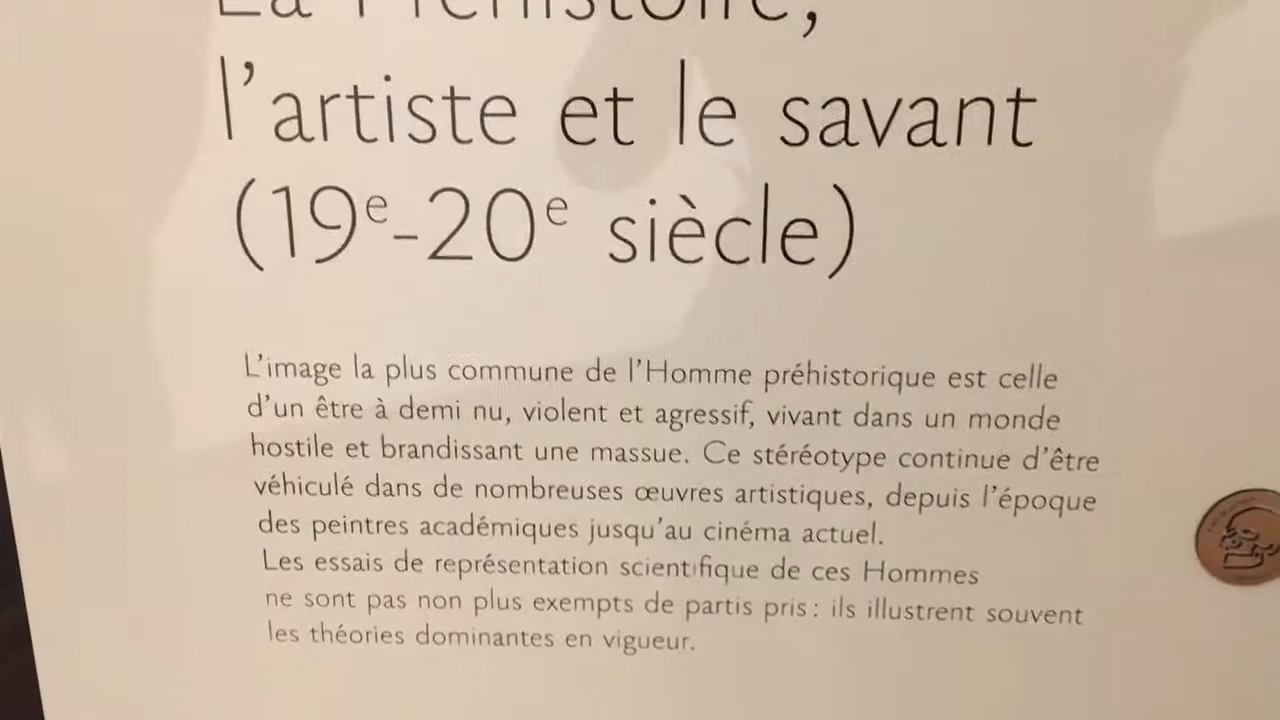 La Préhistoire,
l'artiste et le savant
(19e-20e siècle)
L'image la plus commune de l'Homme préhistorique est celle
d'un être à demi nu, violent et agressif, vivant dans un monde
hostile et brandissant une massue. Ce stéréotype continue d'être
véhiculé dans de nombreuses œuvres artistiques, depuis l'époque
des peintres académiques jusqu'au cinéma actuel.
Les essais de représentation scientifique de ces Hommes
ne sont pas non plus exempts de partis pris : ils illustrent souvent
les théories dominantes en vigueur.